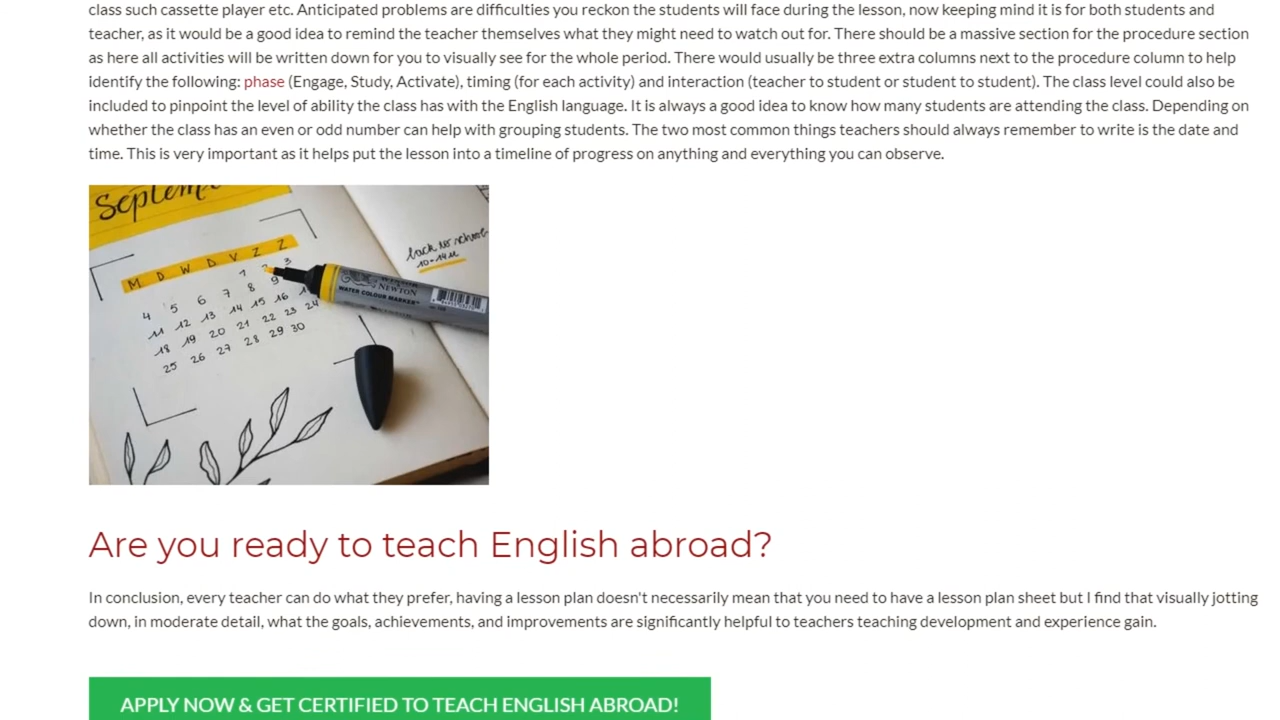 class such cassette player etc. Anticipated problems are difficulties you reckon the students will face during the lesson, now keeping mind it is for both students and
teacher, as it would be a good idea to remind the teacher themselves what they might need to watch out for. There should be a massive section for the procedure section
as here all activities will be written down for you to visually see for the whole period. There would usually be three extra columns next to the procedure column to help
identify the following: phase (Engage, Study, Activate), timing (for each activity) and interaction (teacher to student or student to student). The class level could also be
included to pinpoint the level of ability the class has with the English language. It is always a good idea to know how many students are attending the class. Depending on
whether the class has an even or odd number can help with grouping students. The two most common things teachers should always remember to write is the date and
time. This is very important as it helps put the lesson into a timeline of progress on anything and everything you can observe.
M D W D V Z Z
1 2 3
4 5 6 7 8 9
11 12 13 14 15 16
18 19 20 21 22 23 24
25 26 27 28 29 30
back to school
10-14u
NEWTON
WATER COLOUR MARKER
Are you ready to teach English abroad?
In conclusion, every teacher can do what they prefer, having a lesson plan doesn't necessarily mean that you need to have a lesson plan sheet but I find that visually jotting
down, in moderate detail, what the goals, achievements, and improvements are significantly helpful to teachers teaching development and experience gain.
APPLY NOW & GET CERTIFIED TO TEACH ENGLISH ABROAD!